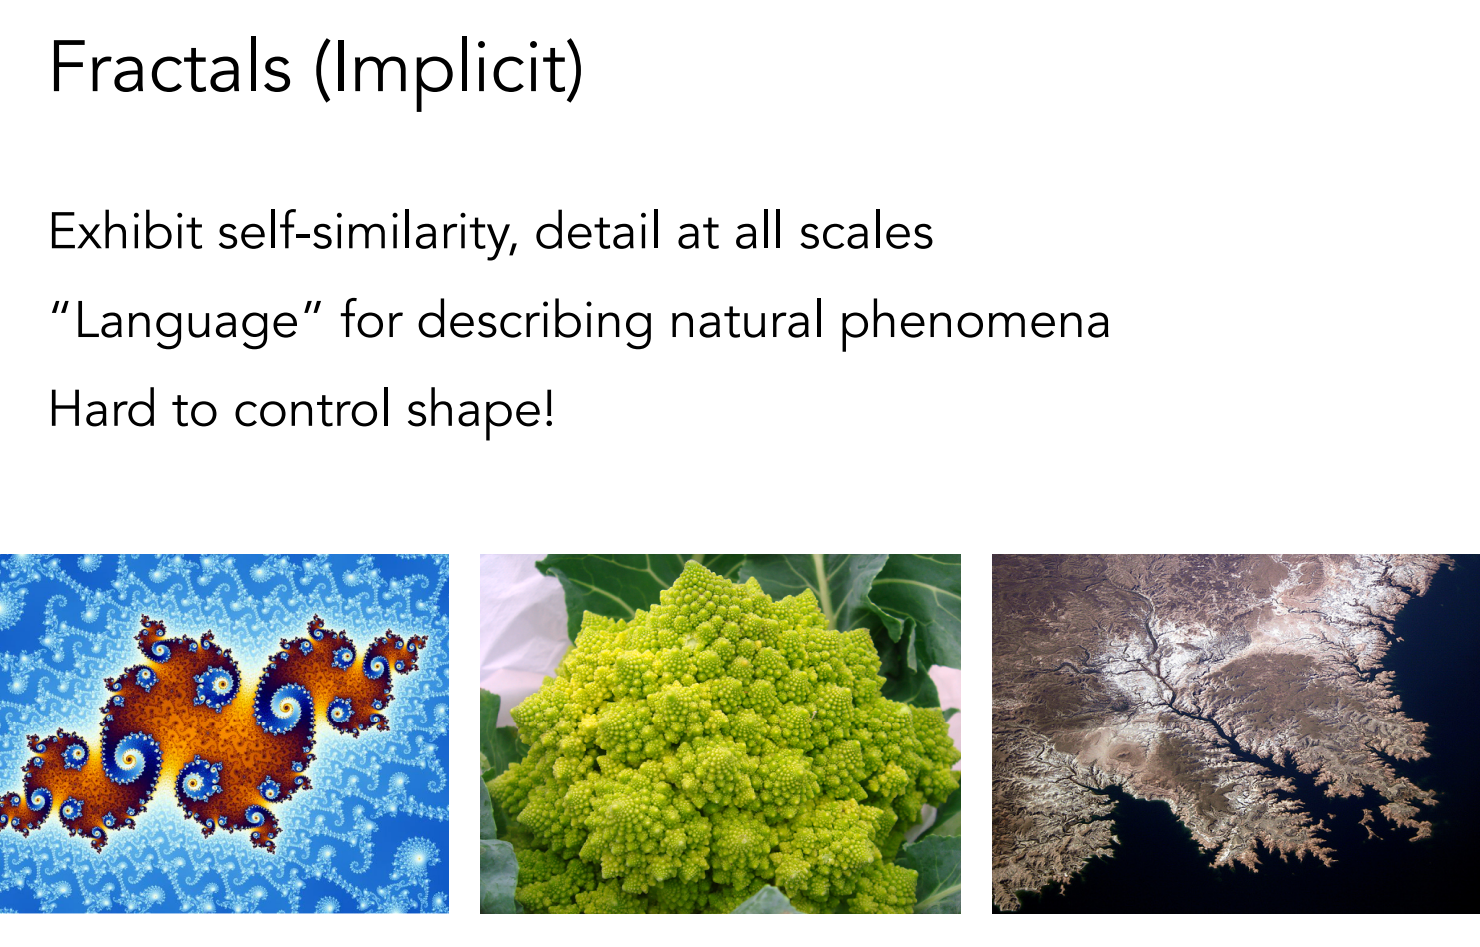 Fractals (Implicit)
Exhibit self-similarity, detail at all scales
“Language” for describing natural phenomena
Hard to control shape!